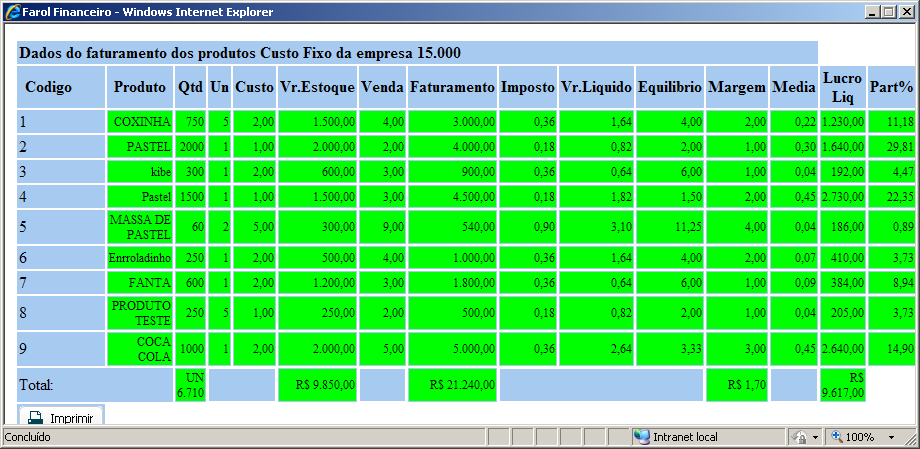 Farol Financeiro - Windows Internet Explorer
Dados do faturamento dos produtos Custo Fixo da empresa 15.000
Codigo Produto Qtd Un Custo Vr.Estoque Venda Faturamento Imposto Vr.Liquido Equilibrio Margem Media Lucro Liq Part%
1 COXINHA 750 5 2,00 1.500,00 4,00 3.000,00 0,36 1,64 4,00 2,00 0,22 1.230,00 11,18
2 PASTEL 2000 1 1,00 2.000,00 2,00 4.000,00 0,18 0,82 2,00 1,00 0,30 1.640,00 29,81
3 kibe 300 1 2,00 600,00 3,00 900,00 0,36 0,64 6,00 1,00 0,04 192,00 4,47
4 Pastel 1500 1 1,00 1.500,00 3,00 4.500,00 0,18 1,82 1,50 2,00 0,45 2.730,00 22,35
5 MASSA DE PASTEL 60 2 5,00 300,00 9,00 540,00 0,90 3,10 11,25 4,00 0,04 186,00 0,89
6 Enrroladinho 250 1 2,00 500,00 4,00 1.000,00 0,36 1,64 4,00 2,00 0,07 410,00 3,73
7 FANTA 600 1 2,00 1.200,00 3,00 1.800,00 0,36 0,64 6,00 1,00 0,09 384,00 8,94
8 PRODUTO TESTE 250 5 1,00 250,00 2,00 500,00 0,18 0,82 2,00 1,00 0,04 205,00 3,73
9 COCA COLA 1000 1 2,00 2.000,00 5,00 5.000,00 0,36 2,64 3,33 3,00 0,45 2.640,00 14,90
Total: UN 6.710 R$ 9.850,00 R$ 21.240,00 R$ 1,70 R$ 9.617,00
Imprimir
Concluído Intranet local 100%